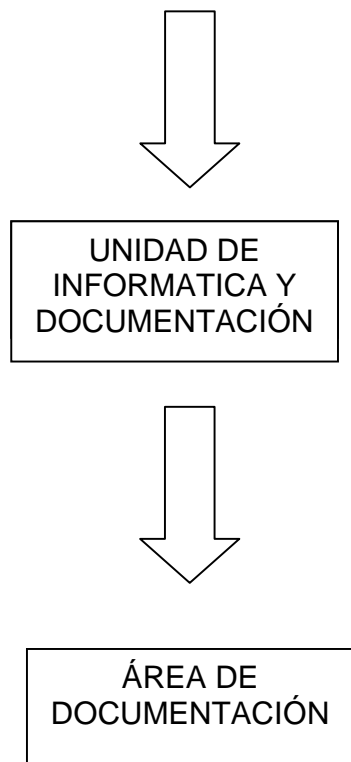 UNIDAD DE
INFORMATICA Y
DOCUMENTACIÓN
ÁREA DE
DOCUMENTACIÓN